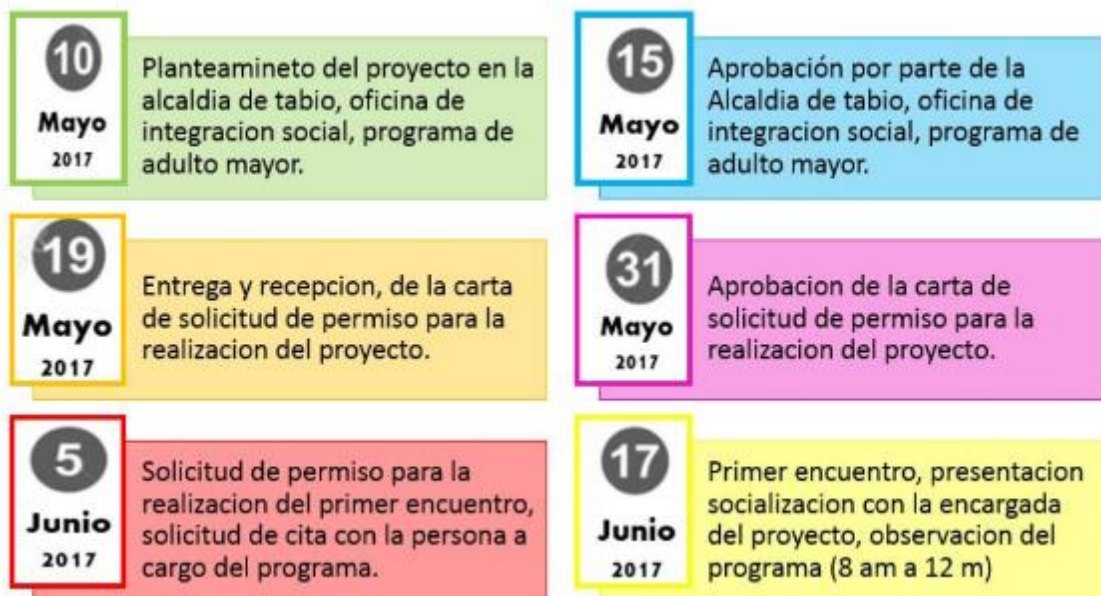 10
Mayo
2017
Planteamineto del proyecto en la
alcaldia de tabio, oficina de
integracion social, programa de
adulto mayor.
15
Mayo
2017
Aprobación por parte de la
Alcaldia de tabio, oficina de
integracion social, programa de
adulto mayor.
19
Mayo
2017
Entrega y recepcion, de la carta
de solicitud de permiso para la
realizacion del proyecto.
31
Mayo
2017
Aprobacion de la carta de
solicitud de permiso para la
realizacion del proyecto.
5
Junio
2017
Solicitud de permiso para la
realizacion del primer encuentro,
solicitud de cita con la persona a
cargo del programa.
17
Junio
2017
Primer encuentro, presentacion
socializacion con la encargada
del proyecto, observacion del
programa (8 am a 12 m)